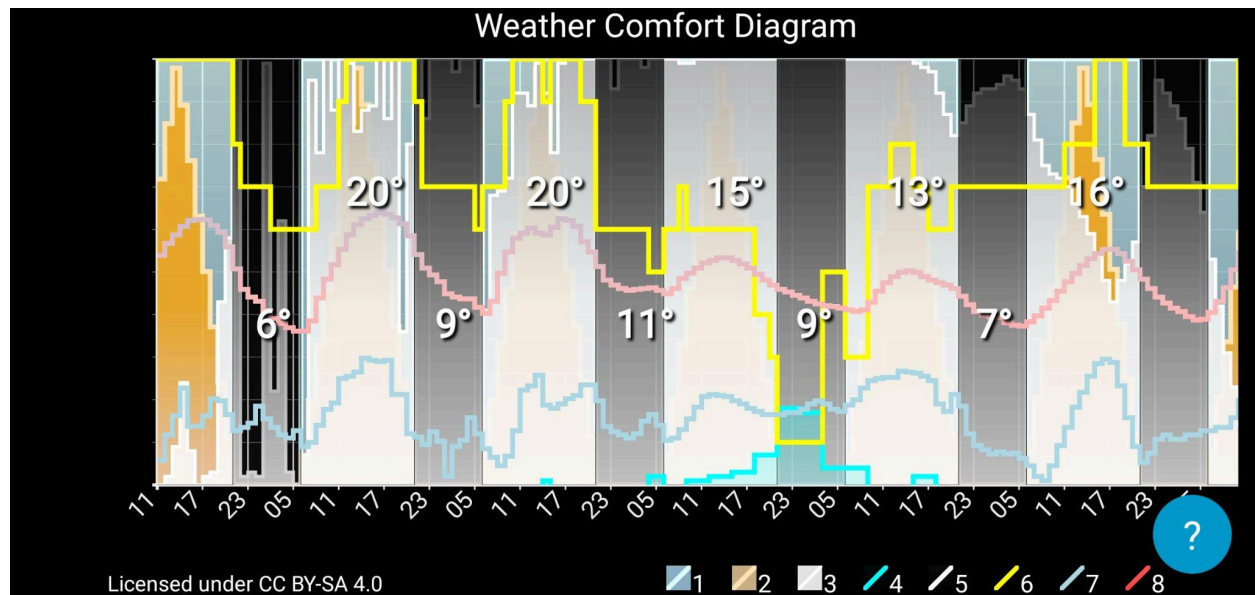 Weather Comfort Diagram
20° 20° 15° 13° 16°
6° 9° 11° 9° 7°
11 17 23 05 11 17 23 05 11 17 23 05 11 17 23 05 11 17 23 05 11 17 23
?
Licensed under CC BY-SA 4.0 1 2 3 4 5 6 7 8